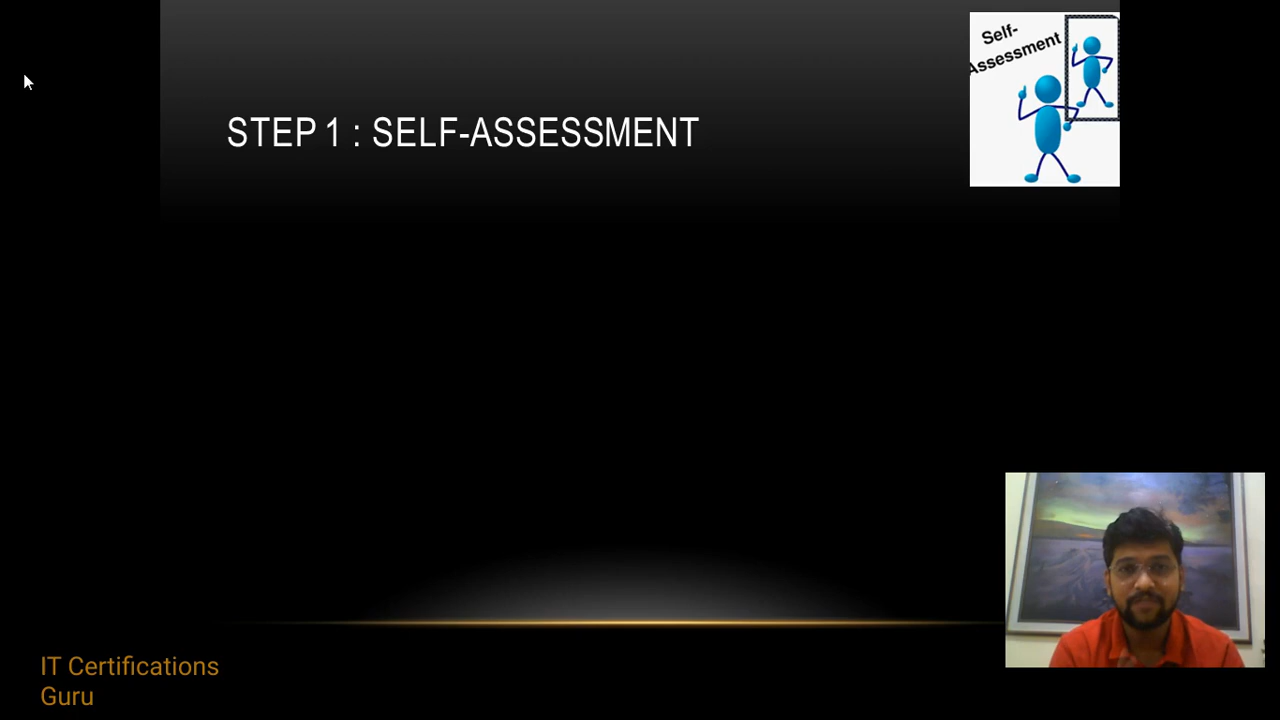 Self-
Assessment
STEP 1 : SELF-ASSESSMENT
IT Certifications
Guru